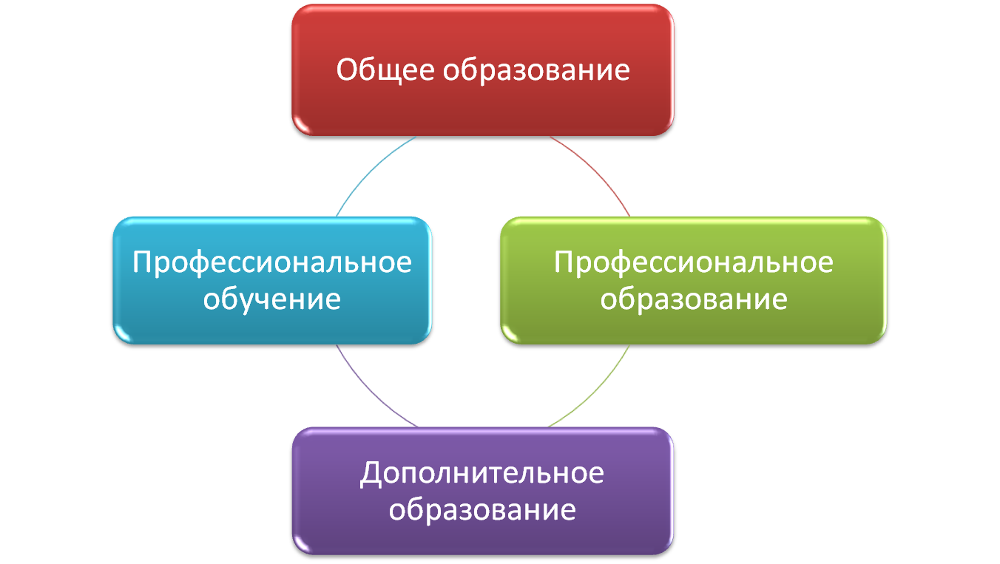 Общее образование
Профессиональное
обучение
Профессиональное
образование
Дополнительное
образование